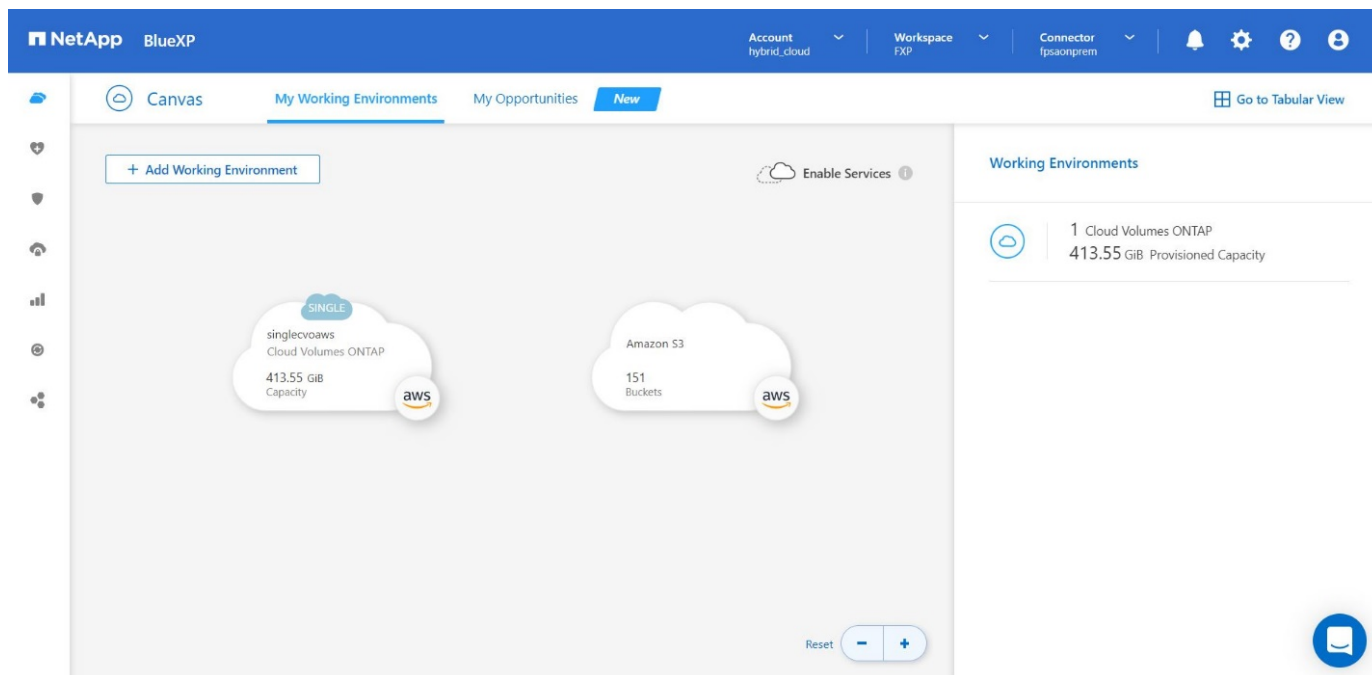 NetApp BlueXP
Account
hybrid_cloud
Workspace
FXP
Connector
fpsaonprem
Canvas
My Working Environments
My Opportunities
New
Go to Tabular View
+ Add Working Environment
Enable Services
SINGLE
singlecvoaws
Cloud Volumes ONTAP
413.55 GiB
Capacity
aws
Amazon S3
151
Buckets
aws
Reset
Working Environments
1 Cloud Volumes ONTAP
413.55 GiB Provisioned Capacity